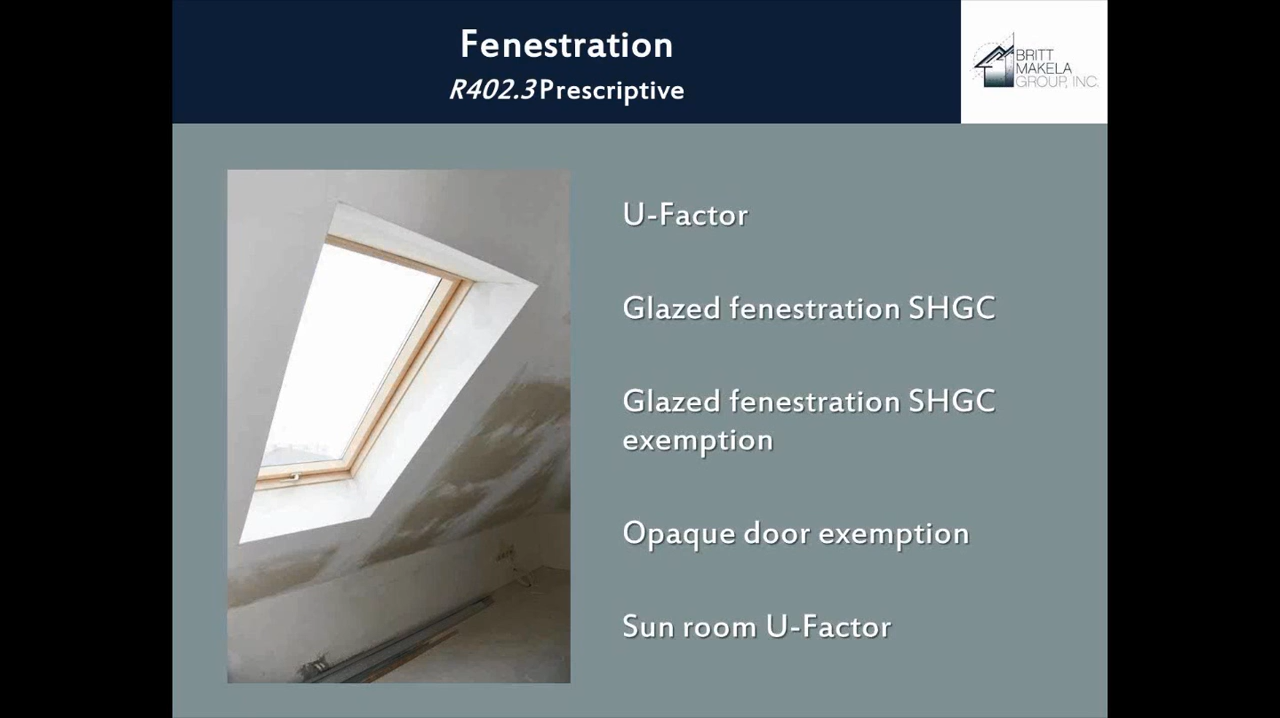 Fenestration
R402.3 Prescriptive
BRITT
MAKELA
GROUP, INC.
U-Factor
Glazed fenestration SHGC
Glazed fenestration SHGC
exemption
Opaque door exemption
Sun room U-Factor